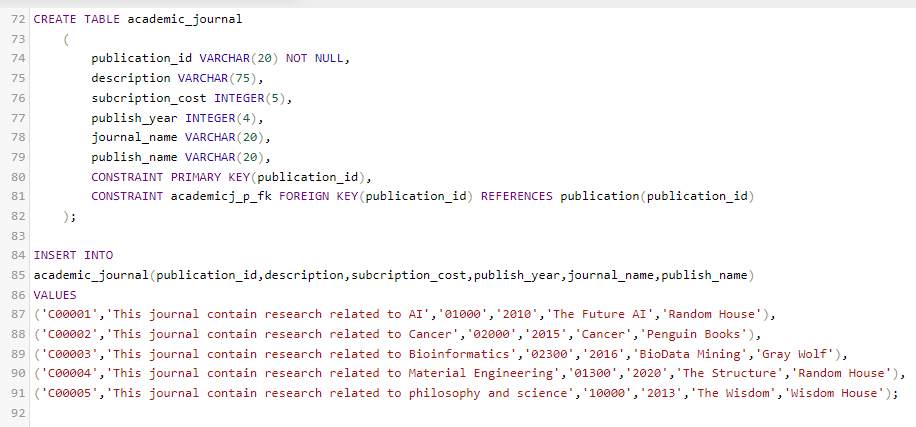 72 CREATE TABLE academic_journal
73 (
74 publication_id VARCHAR(20) NOT NULL,
75 description VARCHAR(75),
76 subcription_cost INTEGER(5),
77 publish_year INTEGER(4),
78 journal_name VARCHAR(20),
79 publish_name VARCHAR(20),
80 CONSTRAINT PRIMARY KEY(publication_id),
81 CONSTRAINT academicj_p_fk FOREIGN KEY(publication_id) REFERENCES publication(publication_id)
82 );
83
84 INSERT INTO
85 academic_journal(publication_id,description,subcription_cost,publish_year,journal_name,publish_name)
86 VALUES
87 ('C00001','This journal contain research related to AI','01000','2010','The Future AI','Random House'),
88 ('C00002','This journal contain research related to Cancer','02000','2015','Cancer','Penguin Books'),
89 ('C00003','This journal contain research related to Bioinformatics','02300','2016','BioData Mining','Gray Wolf'),
90 ('C00004','This journal contain research related to Material Engineering','01300','2020','The Structure','Random House'),
91 ('C00005','This journal contain research related to philosophy and science','10000','2013','The Wisdom','Wisdom House');
92